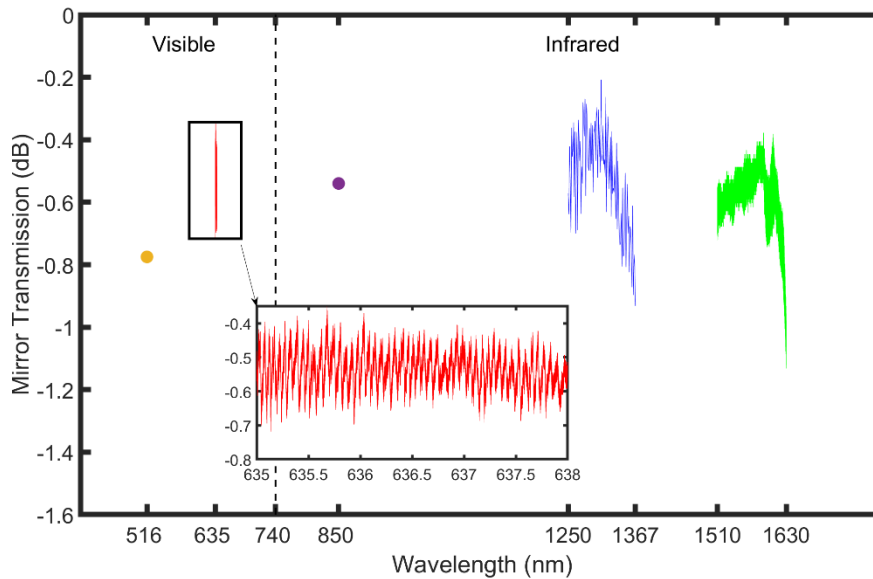 Visible
Infrared
0
-0.2
-0.4
-0.6
-0.8
-1
-1.2
-1.4
-1.6
Mirror Transmission (dB)
-0.4
-0.5
-0.6
-0.7
-0.8
635 635.5 636 636.5 637 637.5 638
516 635 740 850 1250 1367 1510 1630
Wavelength (nm)